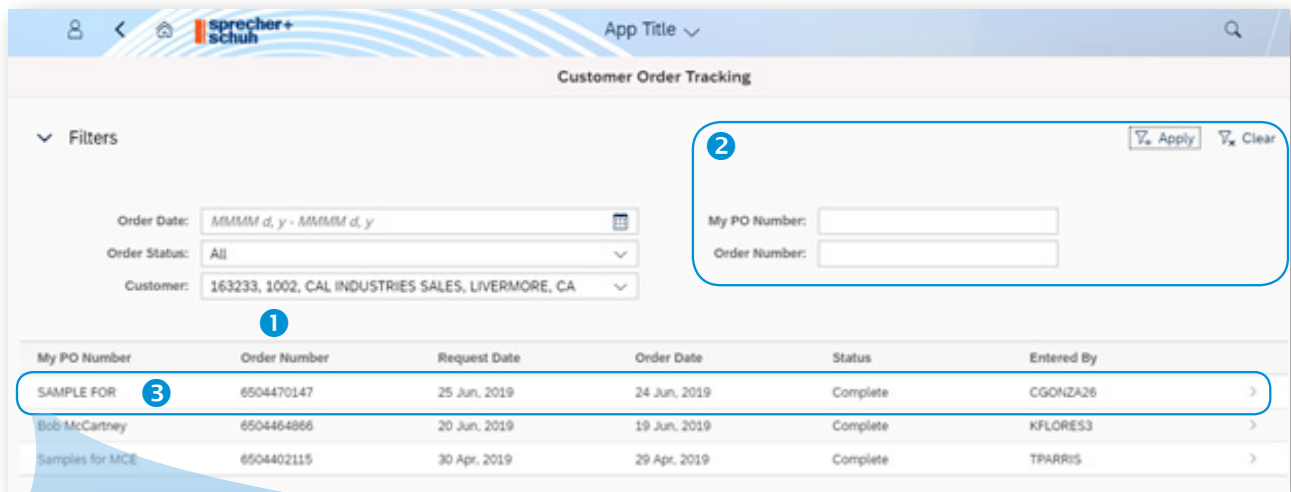 sprecher+
schuh
App Title
Customer Order Tracking
Filters
2
Apply
Clear
Order Date: MMMM d, y - MMMM d, y
My PO Number:
Order Status: All
Order Number:
Customer: 163233, 1002, CAL INDUSTRIES SALES, LIVERMORE, CA
1
My PO Number Order Number Request Date Order Date Status Entered By
SAMPLE FOR 3 6504470147 25 Jun, 2019 24 Jun, 2019 Complete CGONZA26
Bob McCartney 6504464866 20 Jun, 2019 19 Jun, 2019 Complete KFLORES3
Samples for MCE 6504402115 30 Apr, 2019 29 Apr, 2019 Complete TPARRIS